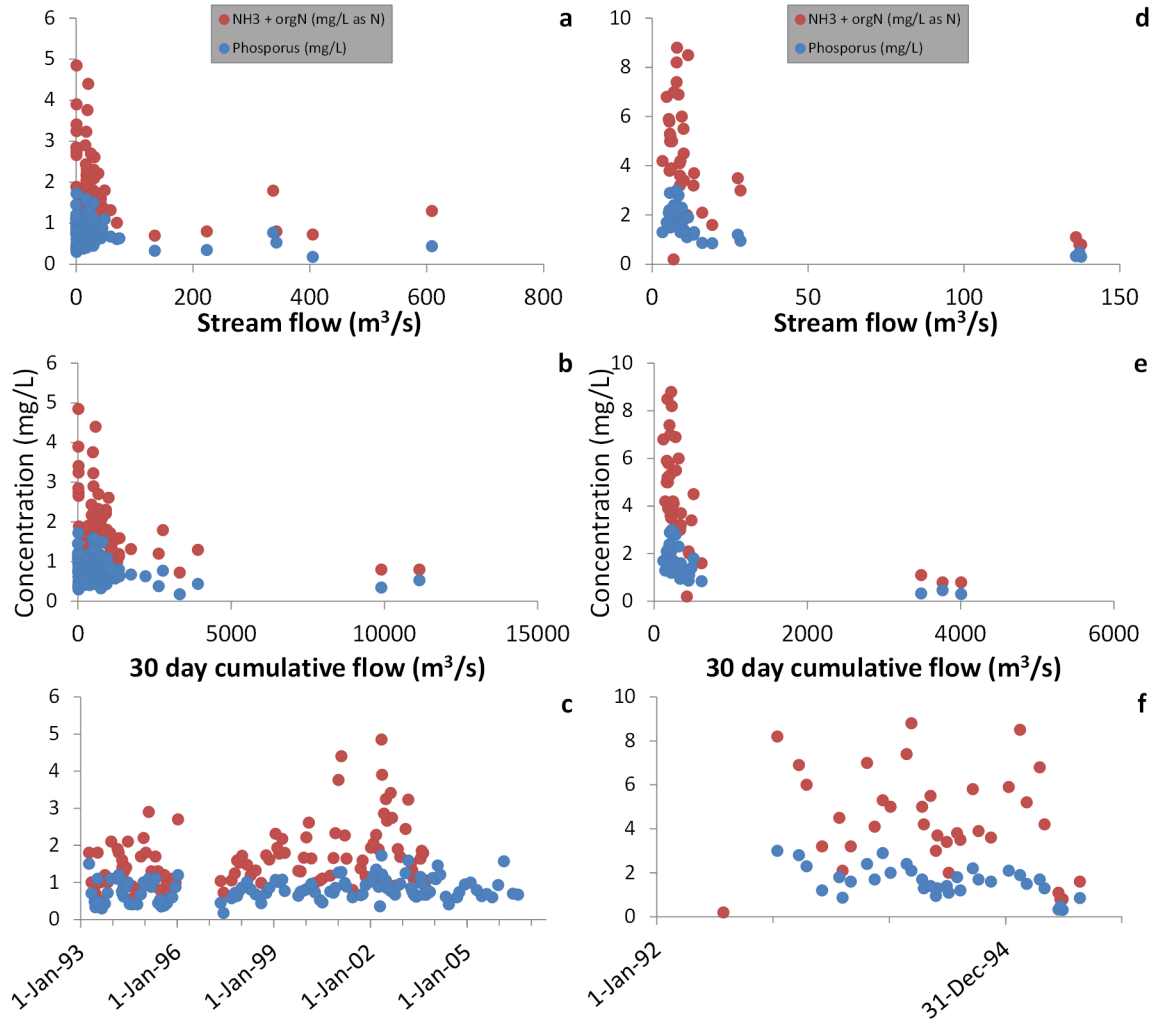 NH3 + orgN (mg/L as N)
Phosporus (mg/L)
a
6
5
4
3
2
1
0
0 200 400 600 800
Stream flow (m³/s)
NH3 + orgN (mg/L as N)
Phosporus (mg/L)
d
10
8
6
4
2
0
0 50 100 150
Stream flow (m³/s)
b
Concentration (mg/L)
6
5
4
3
2
1
0
0 5000 10000 15000
30 day cumulative flow (m³/s)
e
Concentration (mg/L)
10
8
6
4
2
0
0 2000 4000 6000
30 day cumulative flow (m³/s)
c
6
5
4
3
2
1
0
1-Jan-93 1-Jan-96 1-Jan-99 1-Jan-02 1-Jan-05
f
10
8
6
4
2
0
1-Jan-92 31-Dec-94